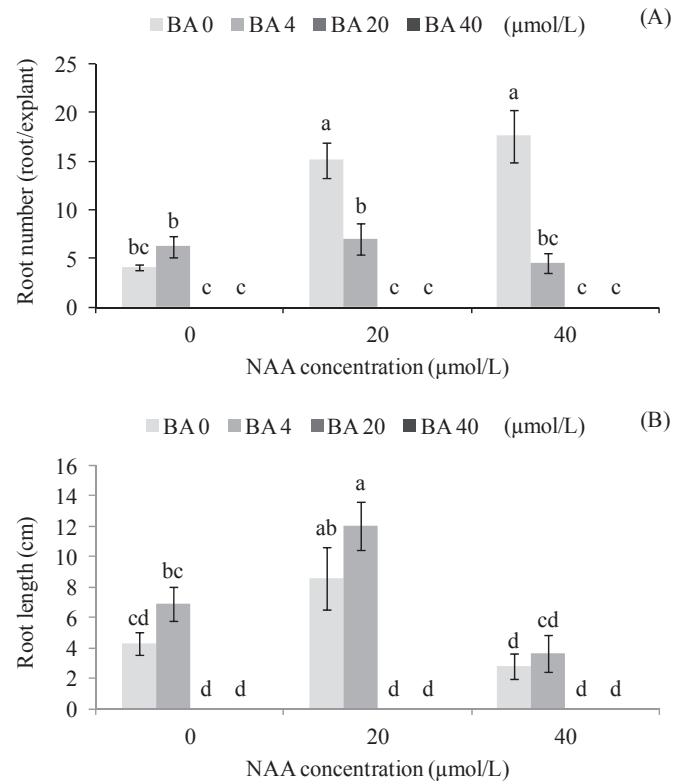 BA 0 BA 4 BA 20 BA 40 (µmol/L) (A)
Root number (root/explant)
25
20
15
10
5
0
bc b c c a b c c a bc c c
0 20 40
NAA concentration (µmol/L)
BA 0 BA 4 BA 20 BA 40 (µmol/L) (B)
Root length (cm)
16
14
12
10
8
6
4
2
0
cd bc d d ab a d d d cd d d
0 20 40
NAA concentration (µmol/L)